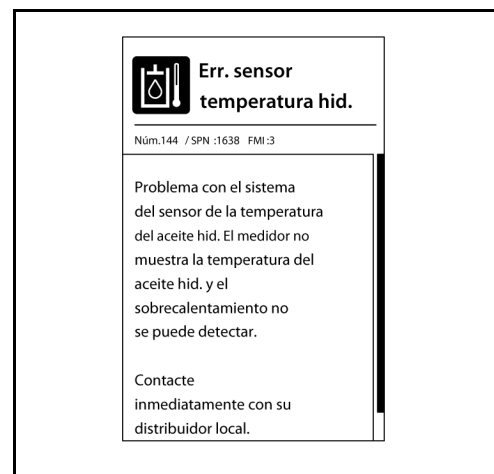 Err. sensor
temperatura hid.
Núm.144 / SPN :1638 FMI :3
Problema con el sistema
del sensor de la temperatura
del aceite hid. El medidor no
muestra la temperatura del
aceite hid. y el
sobrecalentamiento no
se puede detectar.
Contacte
inmediatamente con su
distribuidor local.